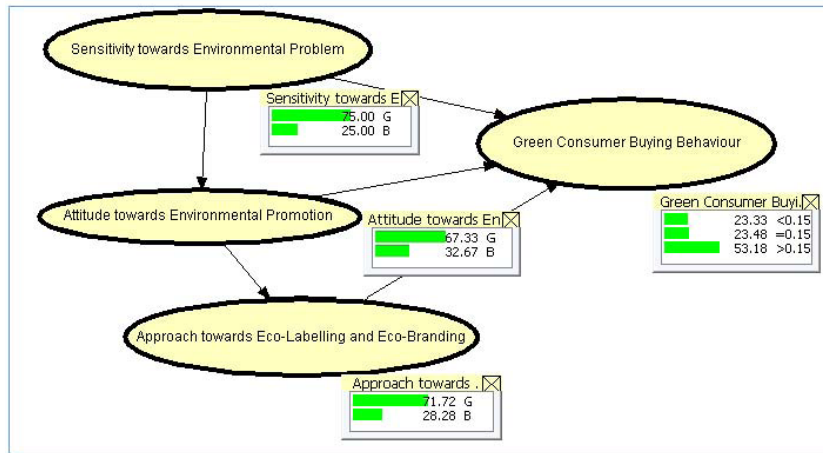 Sensitivity towards Environmental Problem
Sensitivity towards E
75.00 G
25.00 B
Green Consumer Buying Behaviour
Attitude towards Environmental Promotion
Attitude towards En
67.33 G
32.67 B
Green Consumer Buyi.
23.33 <0.15
23.48 =0.15
53.18 >0.15
Approach towards Eco-Labelling and Eco-Branding
Approach towards .
71.72 G
28.28 B